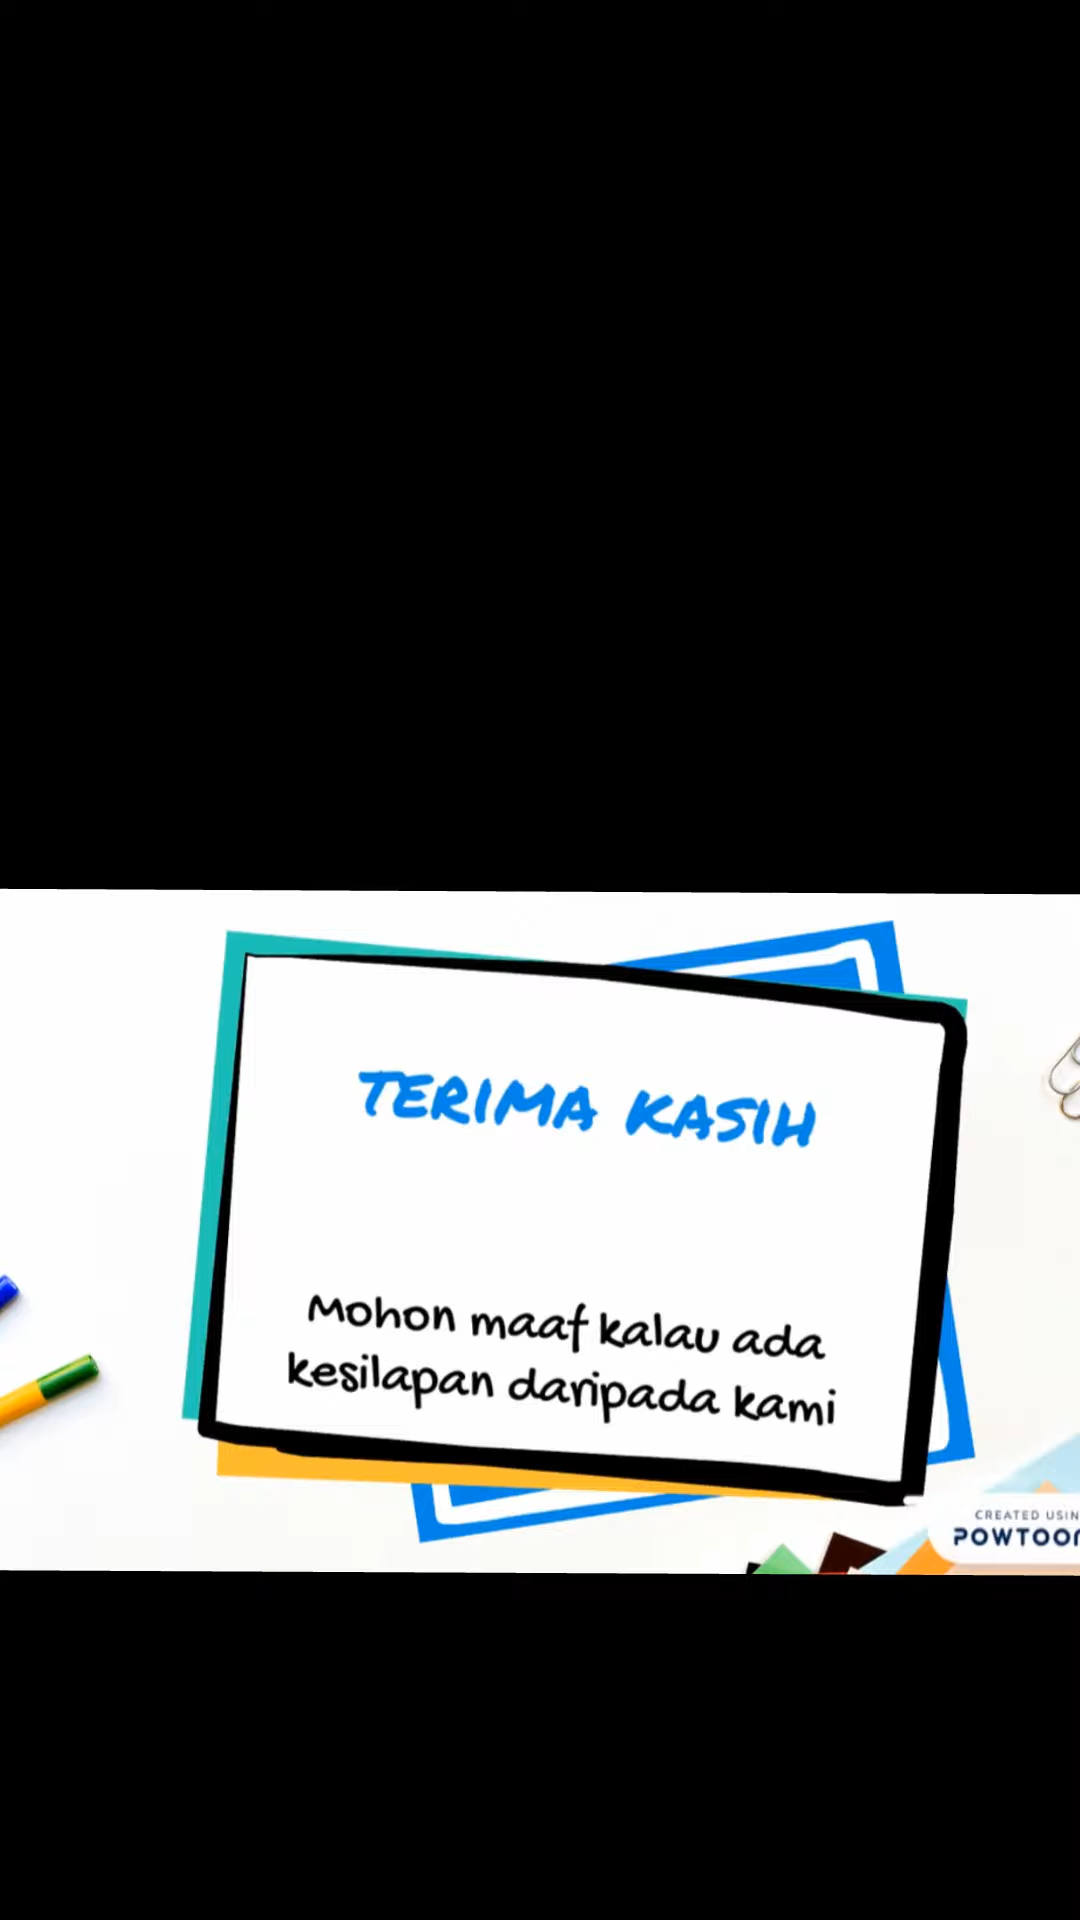 TERIMA KASIH
Mohon maaf kalau ada
kesilapan daripada kami
CREATED USIN
POWTOON